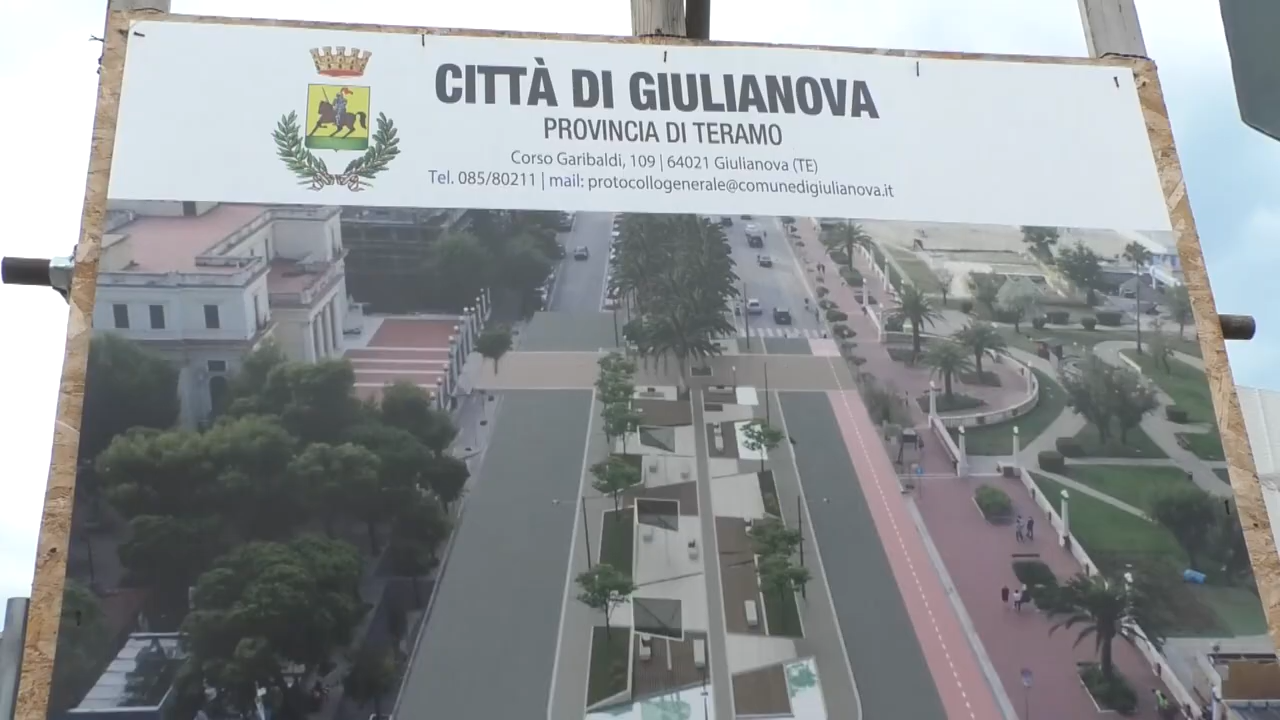 CITTÀ DI GIULIANOVA
PROVINCIA DI TERAMO
Corso Garibaldi, 109 | 64021 Giulianova (TE)
Tel. 085/80211 | mail: protocollogenerale@comunedigiulianova.it